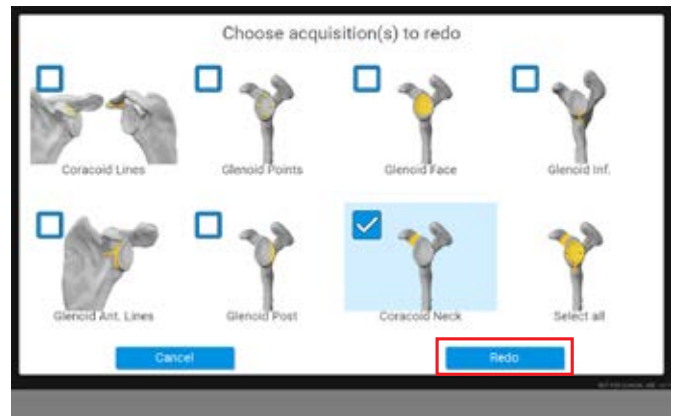 Choose acquisition(s) to redo
Coracoid Lines
Glenoid Points
Glenoid Face
Glenoid Inf.
Glenoid Ant. Lines
Glenoid Post
Coracoid Neck
Select all
Cancel
Redo